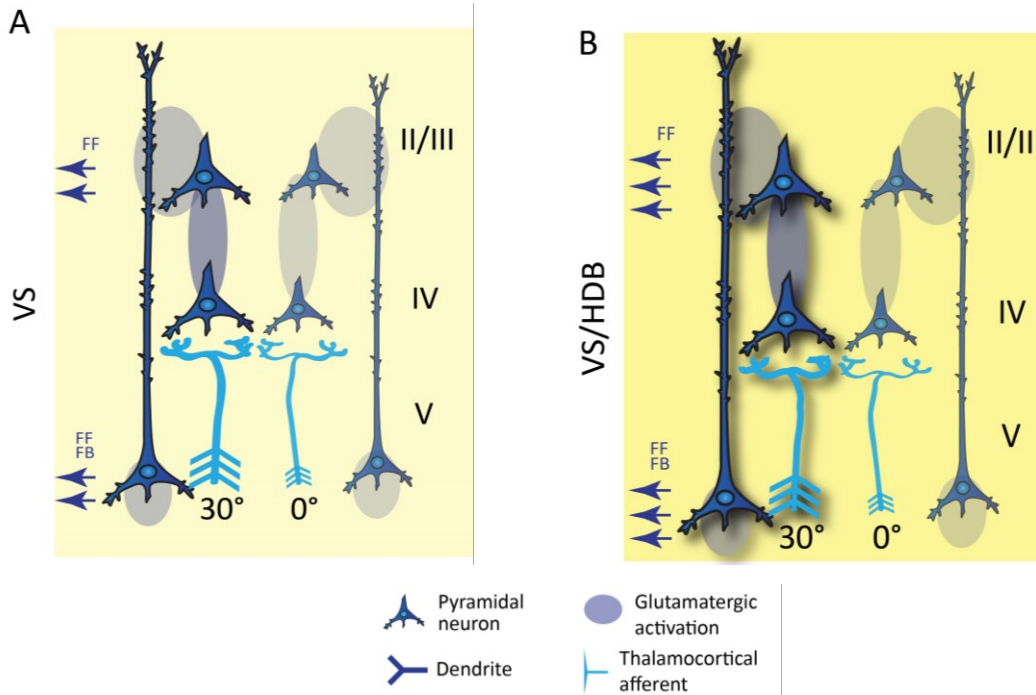 A
VS
FF
II/III
IV
V
FF
FB
30°
0°
B
VS/HDB
FF
II/II
IV
V
FF
FB
30°
0°
Pyramidal
neuron
Glutamatergic
activation
Dendrite
Thalamocortical
afferent